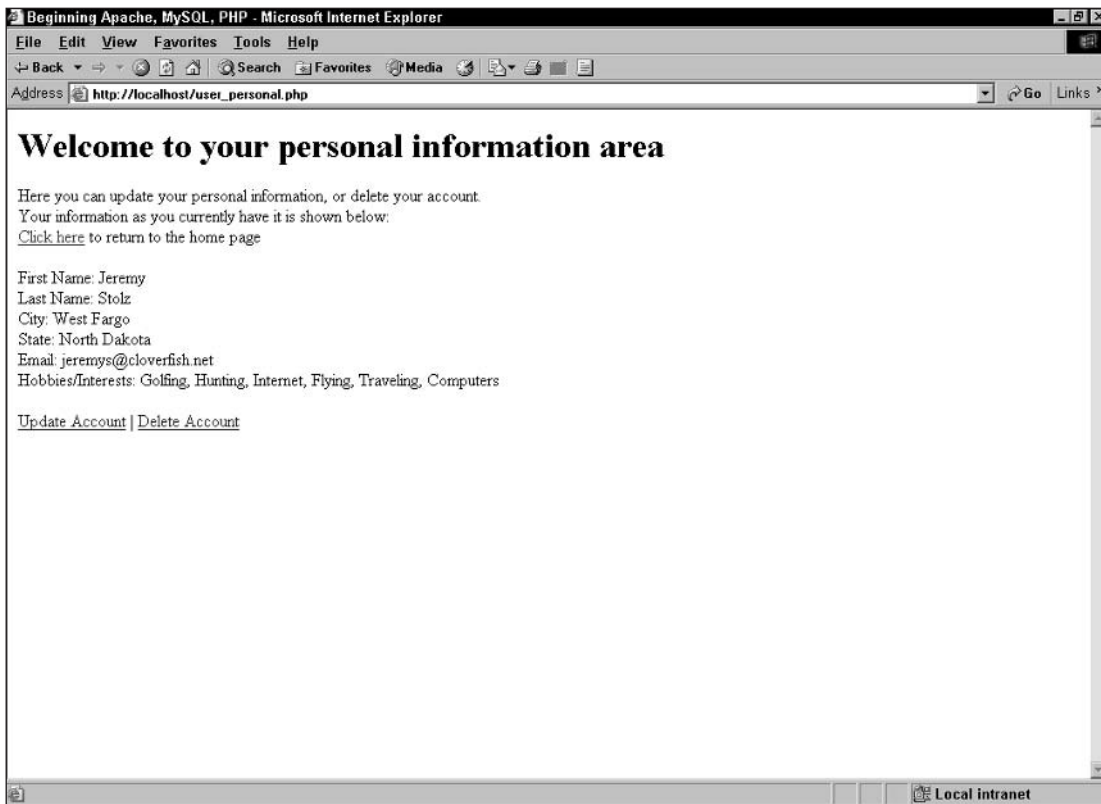 Beginning Apache, MySQL, PHP - Microsoft Internet Explorer
File Edit View Favorites Tools Help
Back Search Favorites Media
Address http://localhost/user_personal.php Go Links
Welcome to your personal information area
Here you can update your personal information, or delete your account.
Your information as you currently have it is shown below:
Click here to return to the home page
First Name: Jeremy
Last Name: Stolz
City: West Fargo
State: North Dakota
Email: jeremys@cloverfish.net
Hobbies/Interests: Golfing, Hunting, Internet, Flying, Traveling, Computers
Update Account | Delete Account
Local intranet